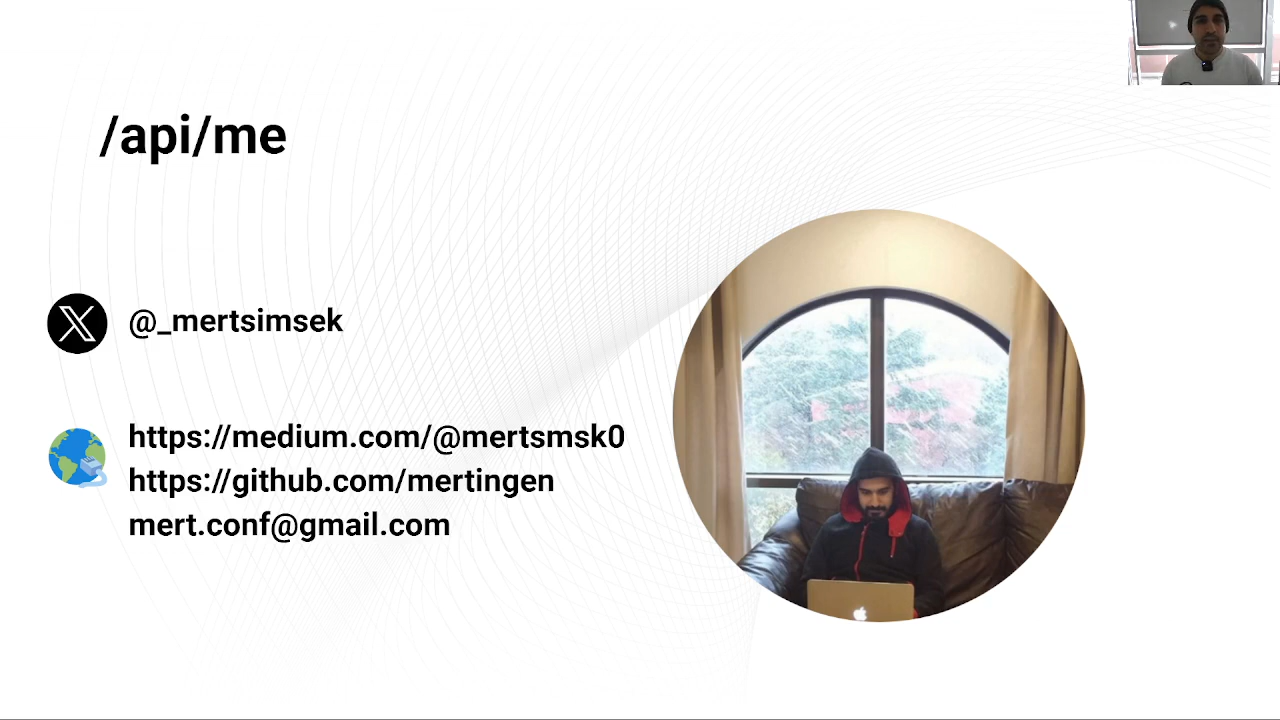 /api/me
@_mertsimsek
https://medium.com/@mertsmsk0
https://github.com/mertingen
mert.conf@gmail.com